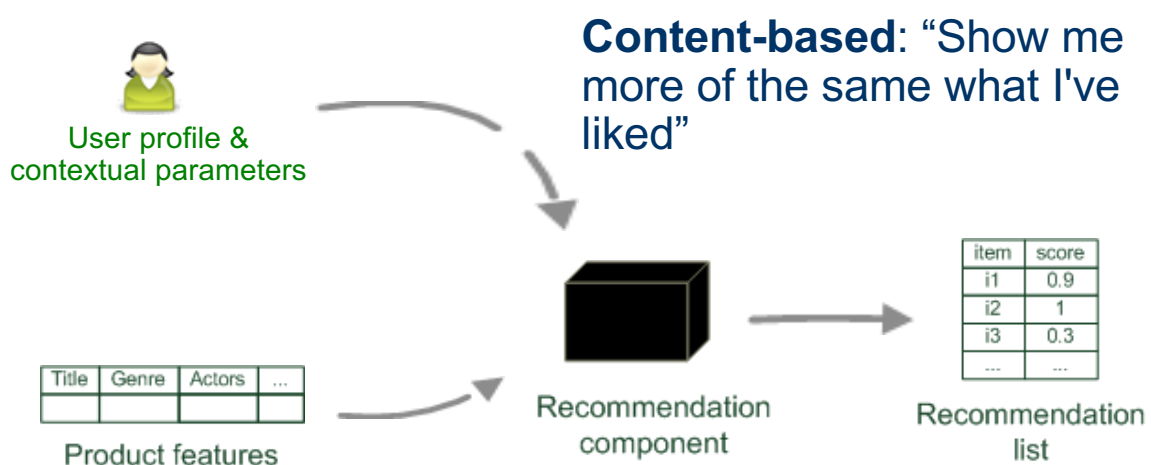 Content-based: “Show me
more of the same what I've
liked”
User profile &
contextual parameters
item score
i1 0.9
i2 1
i3 0.3
... ...
Title Genre Actors ...
Product features
Recommendation
component
Recommendation
list